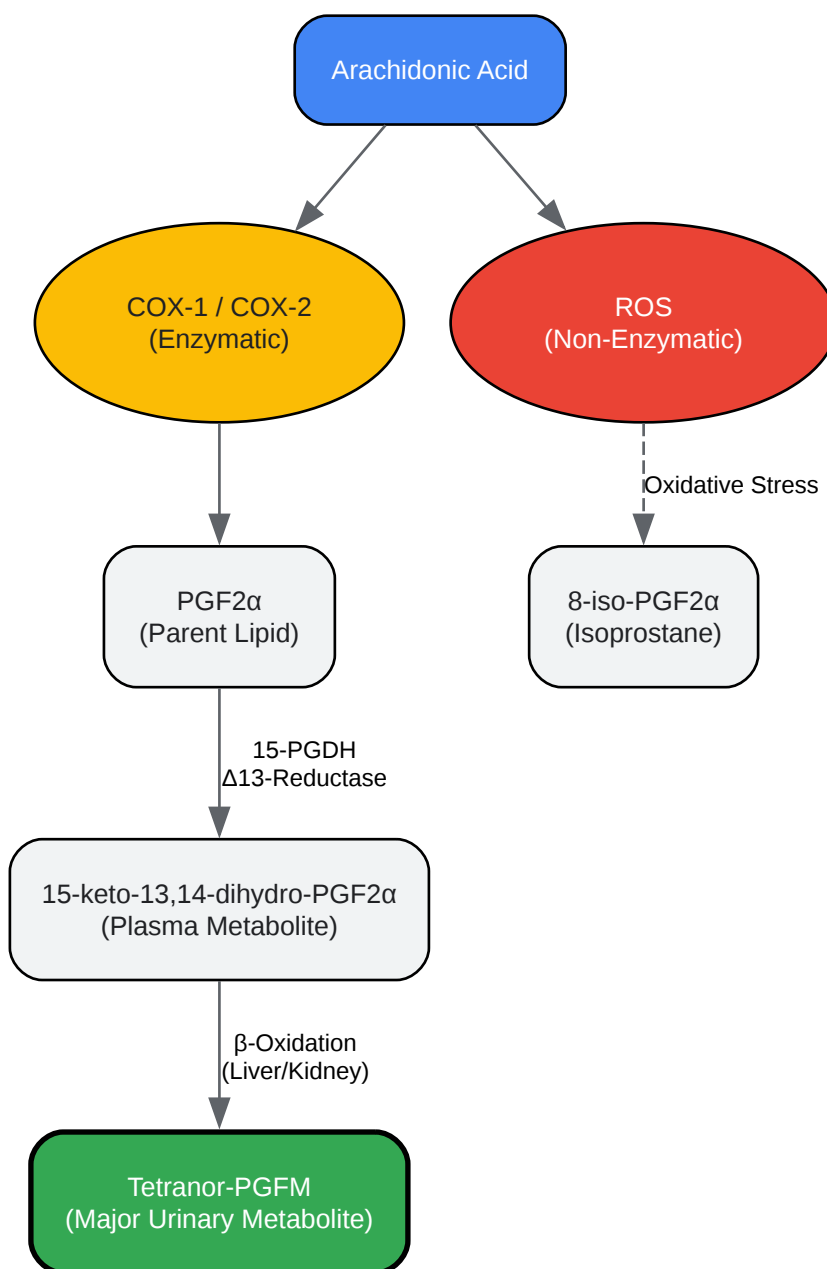 Arachidonic Acid
COX-1 / COX-2
(Enzymatic)
ROS
(Non-Enzymatic)
Oxidative Stress
PGF2α
(Parent Lipid)
8-iso-PGF2α
(Isoprostane)
15-PGDH
Δ13-Reductase
15-keto-13,14-dihydro-PGF2α
(Plasma Metabolite)
β-Oxidation
(Liver/Kidney)
Tetranor-PGFM
(Major Urinary Metabolite)